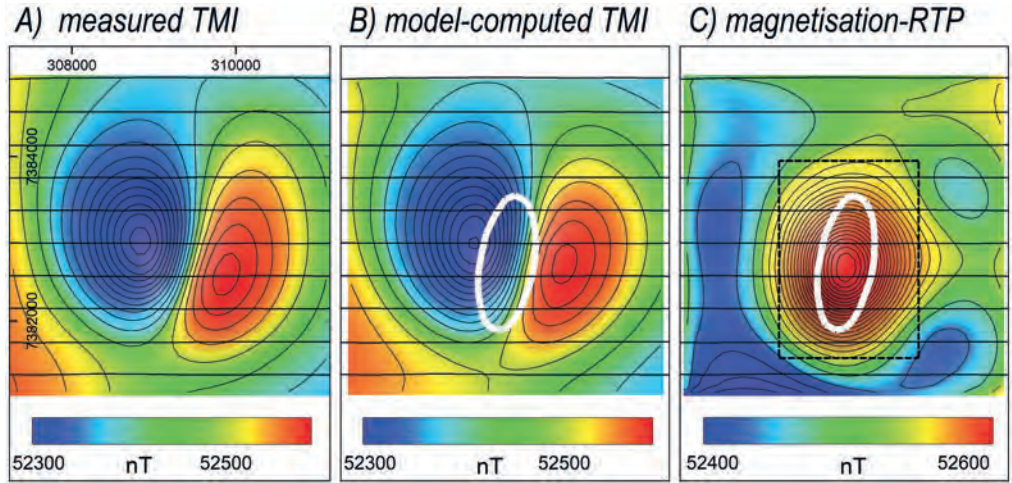 A) measured TMI
B) model-computed TMI
C) magnetisation-RTP
308000 310000
7384000
7382000
52300 nT 52500
52300 nT 52500
52400 nT 52600